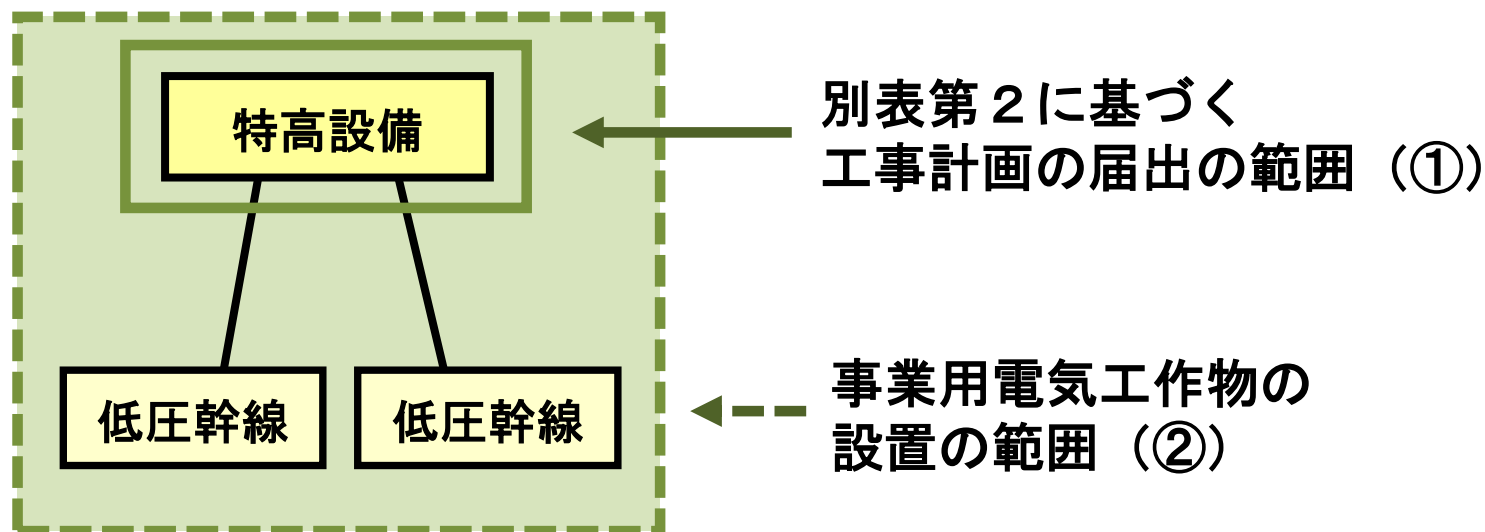 特高設備
別表第２に基づく
工事計画の届出の範囲（①）
低圧幹線
低圧幹線
事業用電気工作物の
設置の範囲（②）